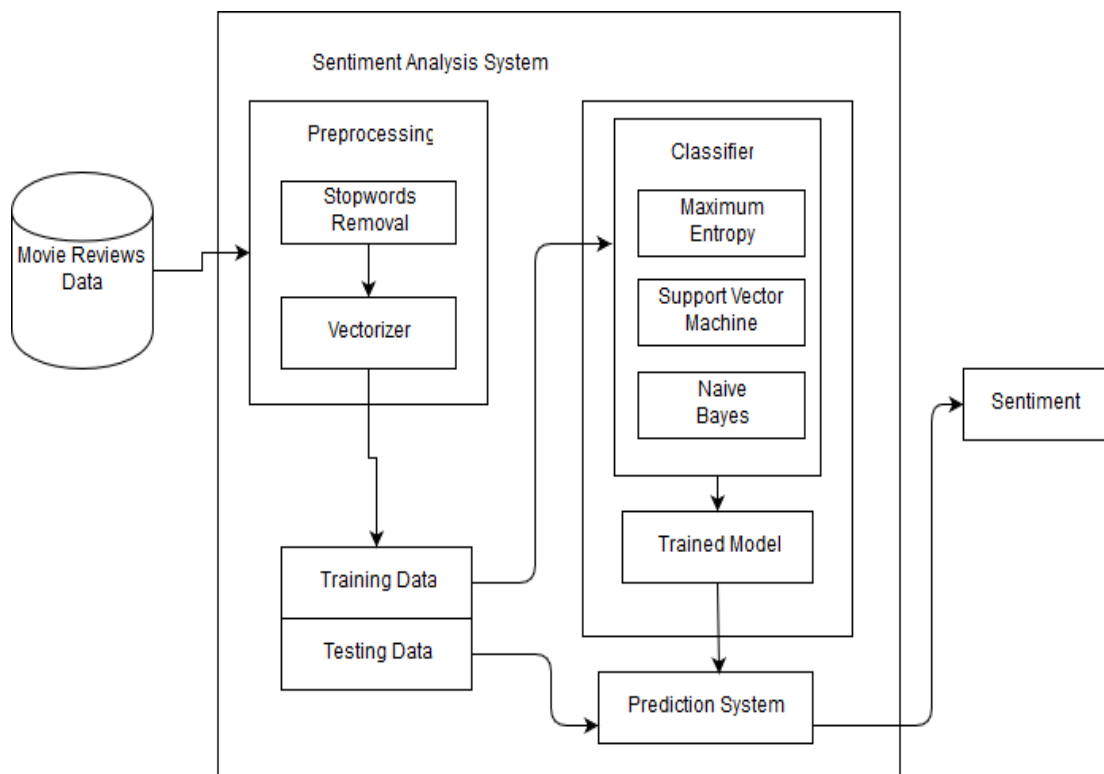 Sentiment Analysis System
Preprocessing
Stopwords
Removal
Vectorizer
Movie Reviews
Data
Training Data
Testing Data
Classifier
Maximum
Entropy
Support Vector
Machine
Naive
Bayes
Trained Model
Prediction System
Sentiment